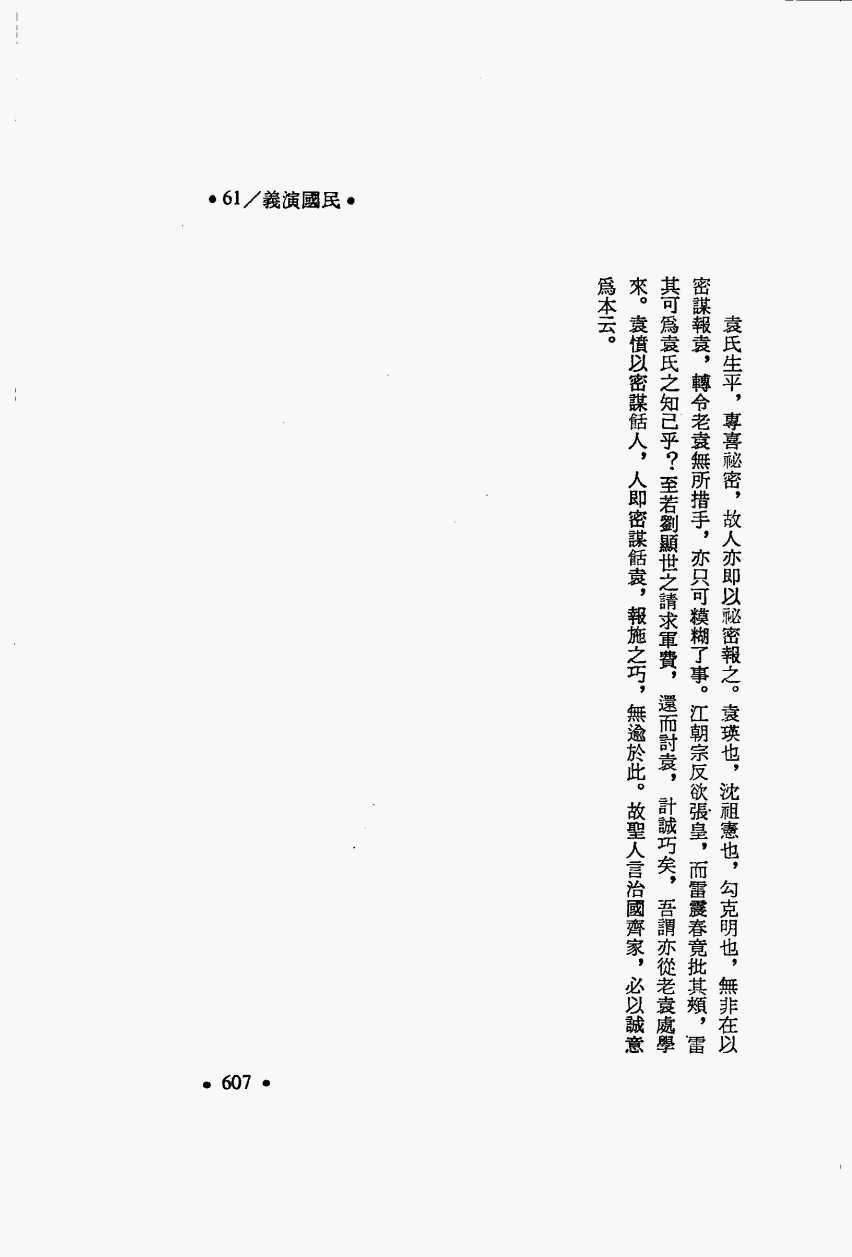 •61／義演國民•
袁氏生平，專喜祕密，故人亦即以祕密報之。袁瑛也，沈祖憲也，勾克明也，無非在以
密謀報袁，轉令老袁無所措手，亦只可糢糊了事。江朝宗反欲張皇，而雷震春竟批其頰，雷
其可爲袁氏之知己乎？至若劉顯世之請求軍費，還而討袁，計誠巧矣，吾謂亦從老袁處學
來。袁慣以密謀餂人，人即密謀餂袁，報施之巧，無逾於此。故聖人言治國齊家，必以誠意
爲本云。
•607•